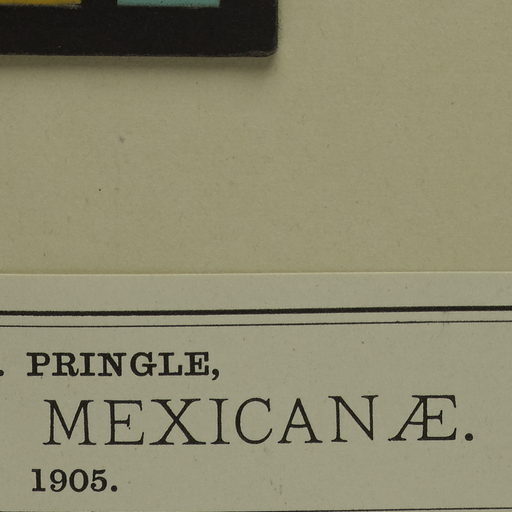 . PRINGLE,
MEXICANÆ.
1905.